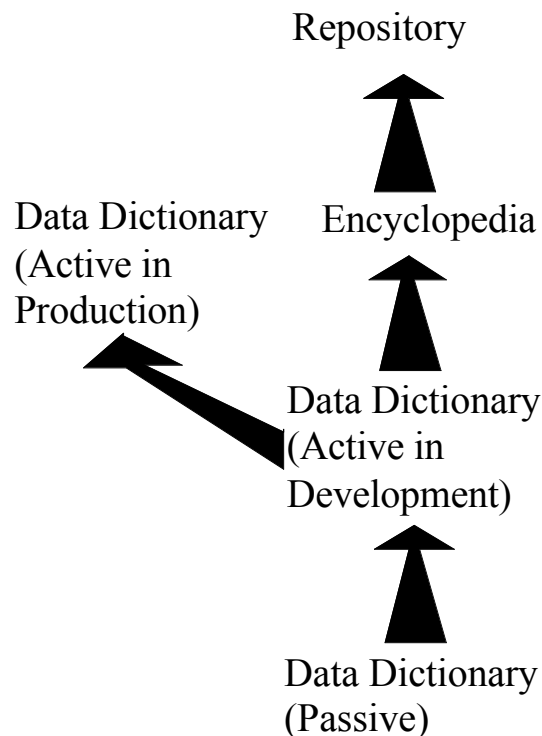 Repository
Data Dictionary
(Active in
Production)
Encyclopedia
Data Dictionary
(Active in
Development)
Data Dictionary
(Passive)